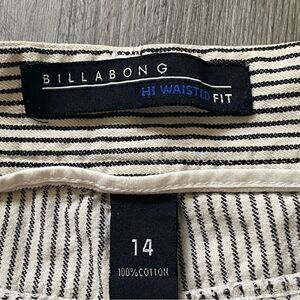 BILLABONG
HI WAISTED FIT
14
100%COTTON